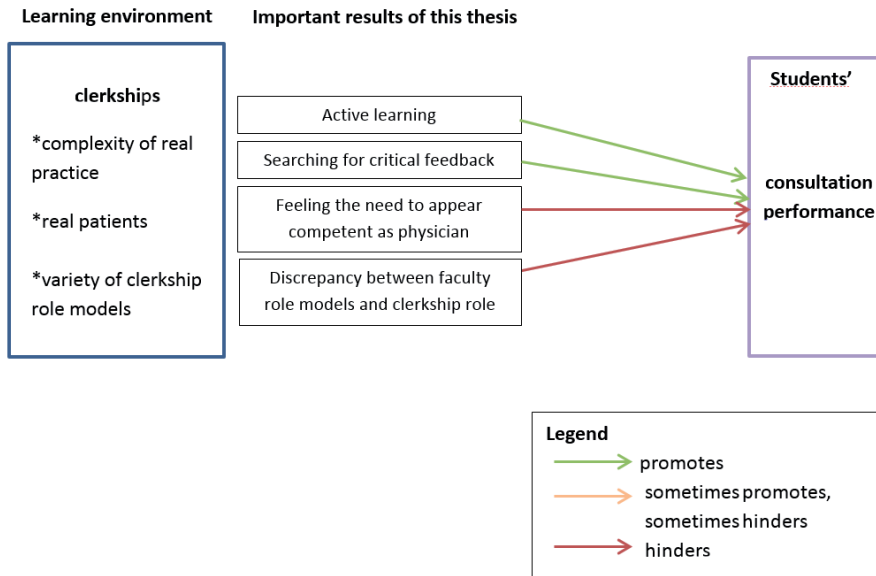 Learning environment
Important results of this thesis
clerkships
*complexity of real
practice
*real patients
*variety of clerkship
role models
Active learning
Searching for critical feedback
Feeling the need to appear
competent as physician
Discrepancy between faculty
role models and clerkship role
Students’
consultation
performance
Legend
promotes
sometimes promotes,
sometimes hinders
hinders